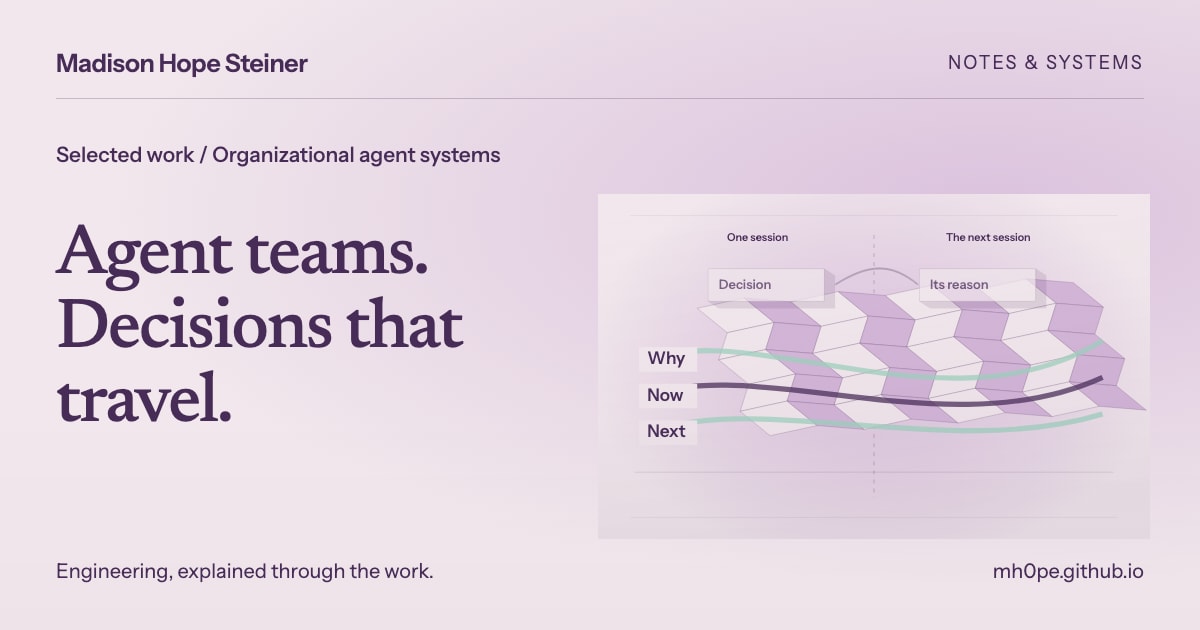 Madison Hope Steiner
NOTES & SYSTEMS
Selected work / Organizational agent systems
Agent teams.
Decisions that
travel.
One session
The next session
Decision
Its reason
Why
Now
Next
Engineering, explained through the work.
mh0pe.github.io